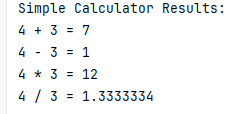 Simple Calculator Results:
4 + 3 = 7
4 - 3 = 1
4 * 3 = 12
4 / 3 = 1.3333334